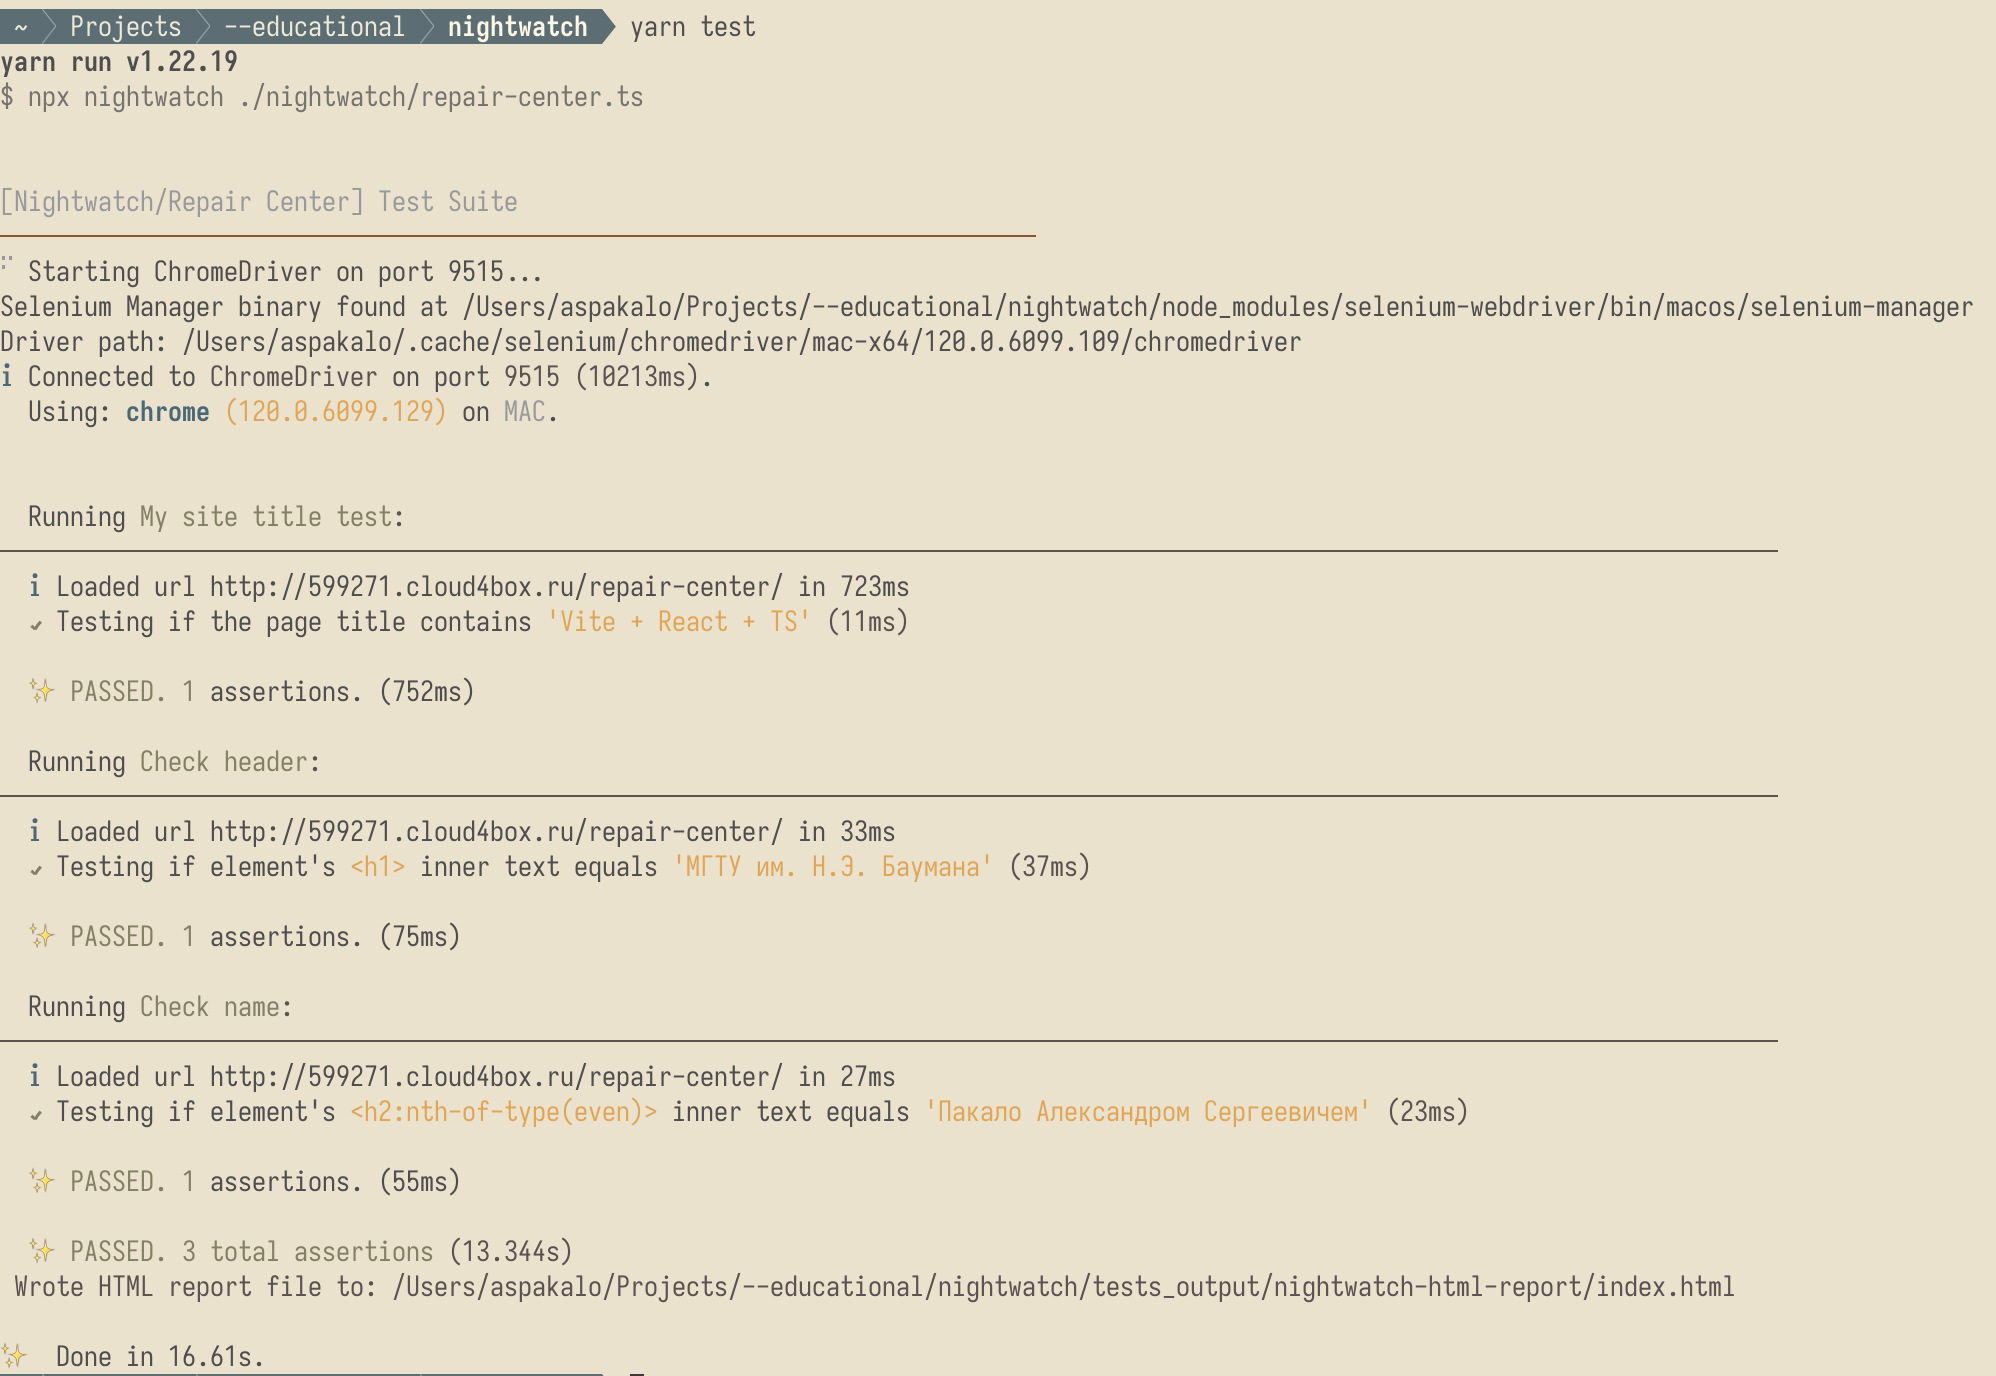 ~ Projects --educational nightwatch yarn test
yarn run v1.22.19
$ npx nightwatch ./nightwatch/repair-center.ts
[Nightwatch/Repair Center] Test Suite
Starting ChromeDriver on port 9515...
Selenium Manager binary found at /Users/aspakalo/Projects/--educational/nightwatch/node_modules/selenium-webdriver/bin/macos/selenium-manager
Driver path: /Users/aspakalo/.cache/selenium/chromedriver/mac-x64/120.0.6099.109/chromedriver
i Connected to ChromeDriver on port 9515 (10213ms).
Using: chrome (120.0.6099.129) on MAC.
Running My site title test:
i Loaded url http://599271.cloud4box.ru/repair-center/ in 723ms
✔ Testing if the page title contains 'Vite + React + TS' (11ms)
✨ PASSED. 1 assertions. (752ms)
Running Check header:
i Loaded url http://599271.cloud4box.ru/repair-center/ in 33ms
✔ Testing if element's <h1> inner text equals 'МГТУ им. Н.Э. Баумана' (37ms)
✨ PASSED. 1 assertions. (75ms)
Running Check name:
i Loaded url http://599271.cloud4box.ru/repair-center/ in 27ms
✔ Testing if element's <h2:nth-of-type(even)> inner text equals 'Пакало Александром Сергеевичем' (23ms)
✨ PASSED. 1 assertions. (55ms)
✨ PASSED. 3 total assertions (13.344s)
Wrote HTML report file to: /Users/aspakalo/Projects/--educational/nightwatch/tests_output/nightwatch-html-report/index.html
✨ Done in 16.61s.